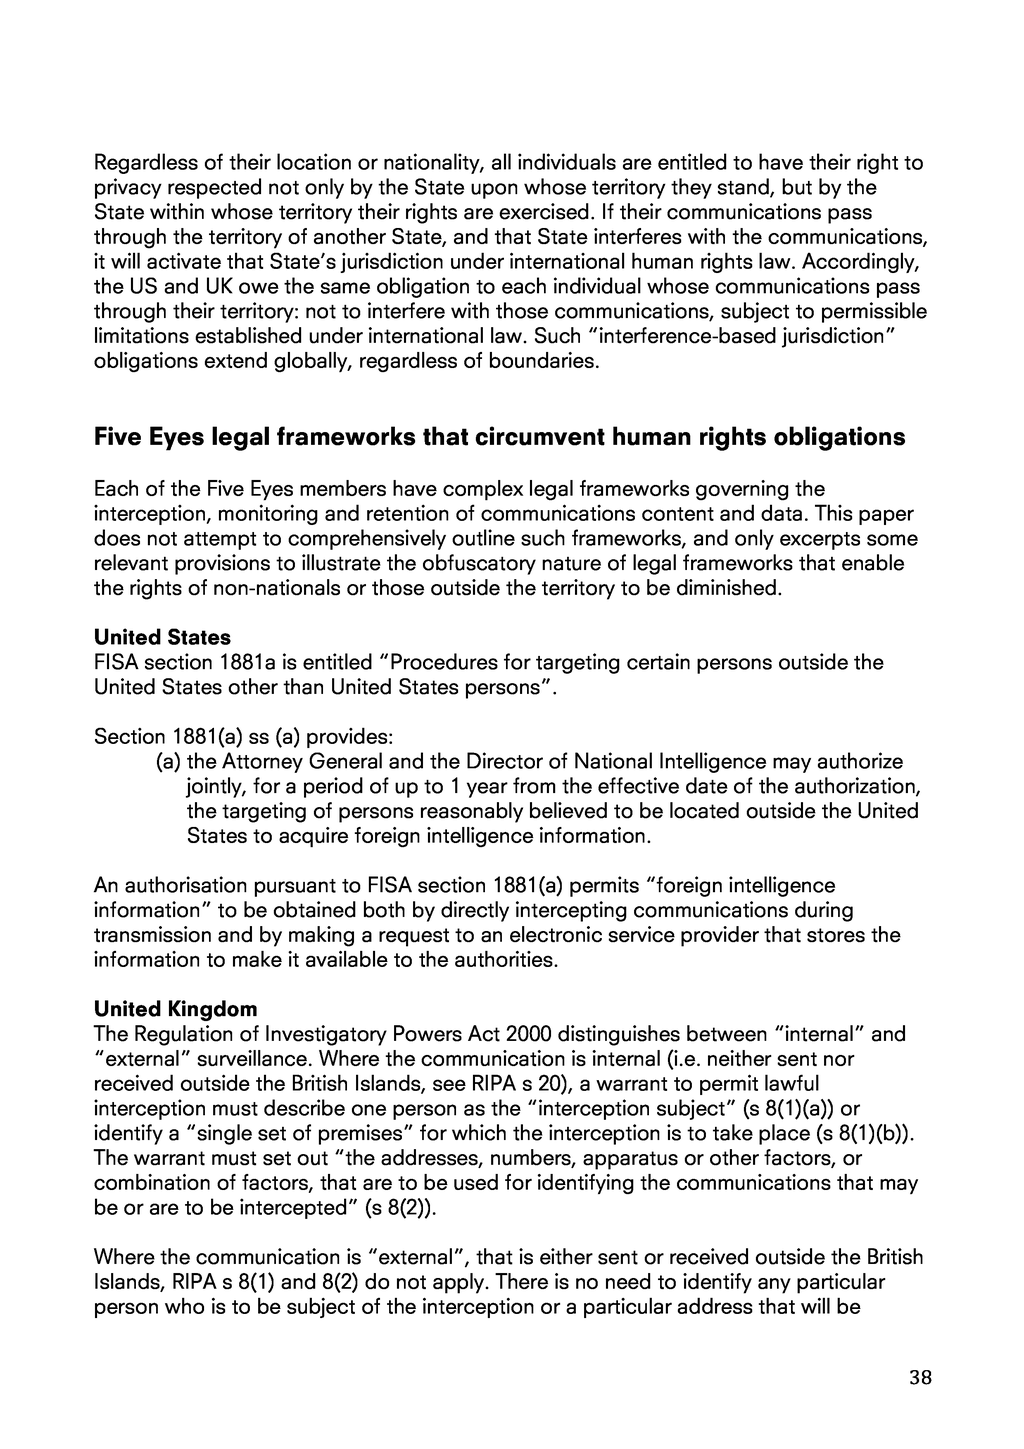 Regardless of their location or nationality, all individuals are entitled to have their right to
privacy respected not only by the State upon whose territory they stand, but by the
State within whose territory their rights are exercised. If their communications pass
through the territory of another State, and that State interferes with the communications,
it will activate that State’s jurisdiction under international human rights law. Accordingly,
the US and UK owe the same obligation to each individual whose communications pass
through their territory: not to interfere with those communications, subject to permissible
limitations established under international law. Such “interference-based jurisdiction”
obligations extend globally, regardless of boundaries.
Five Eyes legal frameworks that circumvent human rights obligations
Each of the Five Eyes members have complex legal frameworks governing the
interception, monitoring and retention of communications content and data. This paper
does not attempt to comprehensively outline such frameworks, and only excerpts some
relevant provisions to illustrate the obfuscatory nature of legal frameworks that enable
the rights of non-nationals or those outside the territory to be diminished.
United States
FISA section 1881a is entitled “Procedures for targeting certain persons outside the
United States other than United States persons”.
Section 1881(a) ss (a) provides:
(a) the Attorney General and the Director of National Intelligence may authorize
jointly, for a period of up to 1 year from the effective date of the authorization,
the targeting of persons reasonably believed to be located outside the United
States to acquire foreign intelligence information.
An authorisation pursuant to FISA section 1881(a) permits “foreign intelligence
information” to be obtained both by directly intercepting communications during
transmission and by making a request to an electronic service provider that stores the
information to make it available to the authorities.
United Kingdom
The Regulation of Investigatory Powers Act 2000 distinguishes between “internal” and
“external” surveillance. Where the communication is internal (i.e. neither sent nor
received outside the British Islands, see RIPA s 20), a warrant to permit lawful
interception must describe one person as the “interception subject” (s 8(1)(a)) or
identify a “single set of premises” for which the interception is to take place (s 8(1)(b)).
The warrant must set out “the addresses, numbers, apparatus or other factors, or
combination of factors, that are to be used for identifying the communications that may
be or are to be intercepted” (s 8(2)).
Where the communication is “external”, that is either sent or received outside the British
Islands, RIPA s 8(1) and 8(2) do not apply. There is no need to identify any particular
person who is to be subject of the interception or a particular address that will be
38